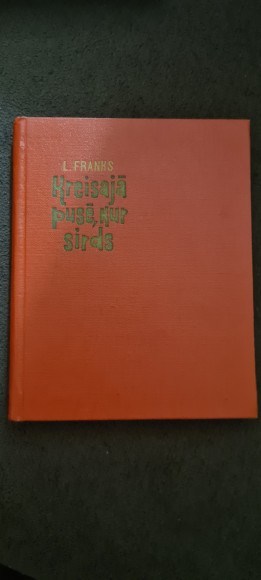 L. FRANKS
Kreisajā
pusē, kur
sirds